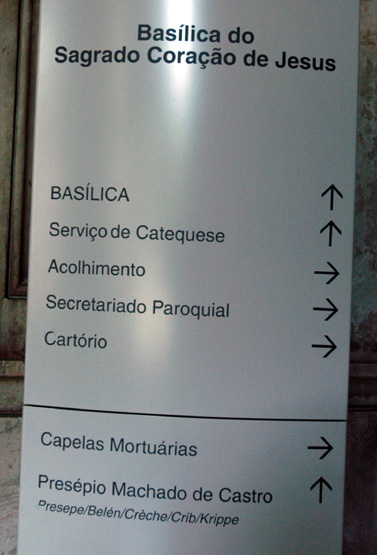 Basílica do
Sagrado Coração de Jesus
BASÍLICA
Serviço de Catequese
Acolhimento
Secretariado Paroquial
Cartório
Capelas Mortuárias
Presépio Machado de Castro
Presepe/Belén/Crèche/Crib/Krippe